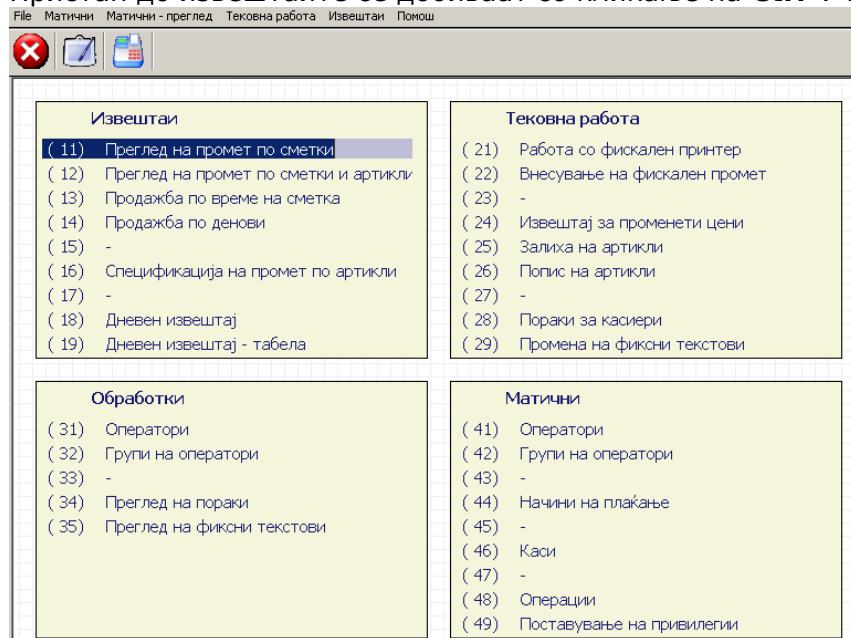 File Матични Матични - преглед Тековна работа Извештаи Помош
Извештаи
( 11) Преглед на промет по сметки
( 12) Преглед на промет по сметки и артикли
( 13) Продажба по време на сметка
( 14) Продажба по денови
( 15) -
( 16) Спецификација на промет по артикли
( 17) -
( 18) Дневен извештај
( 19) Дневен извештај - табела
Тековна работа
( 21) Работа со фискален принтер
( 22) Внесување на фискален промет
( 23) -
( 24) Извештај за променети цени
( 25) Залиха на артикли
( 26) Попис на артикли
( 27) -
( 28) Пораки за касиери
( 29) Промена на фиксни текстови
Обработки
( 31) Оператори
( 32) Групи на оператори
( 33) -
( 34) Преглед на пораки
( 35) Преглед на фиксни текстови
Матични
( 41) Оператори
( 42) Групи на оператори
( 43) -
( 44) Начини на плаќање
( 45) -
( 46) Каси
( 47) -
( 48) Операции
( 49) Поставување на привилегии